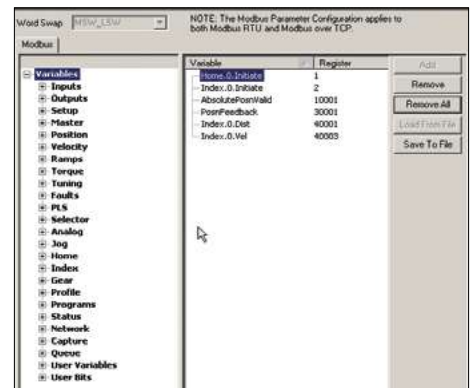 Word Swap MSW_LSW
NOTE: The Modbus Parameter Configuration applies to
both Modbus RTU and Modbus over TCP.
Modbus
Variables
Inputs
Outputs
Setup
Master
Position
Velocity
Ramps
Torque
Tuning
Faults
PLS
Selector
Analog
Jog
Home
Index
Gear
Profile
Programs
Status
Network
Capture
Queue
User Variables
User Bits
Variable Register
Home.0.Initiate 1
Index.0.Initiate 2
AbsolutePosnValid 10001
PosnFeedback 30001
Index.0.Dist 40001
Index.0.Vel 40003
Add
Remove
Remove All
Load From File
Save To File